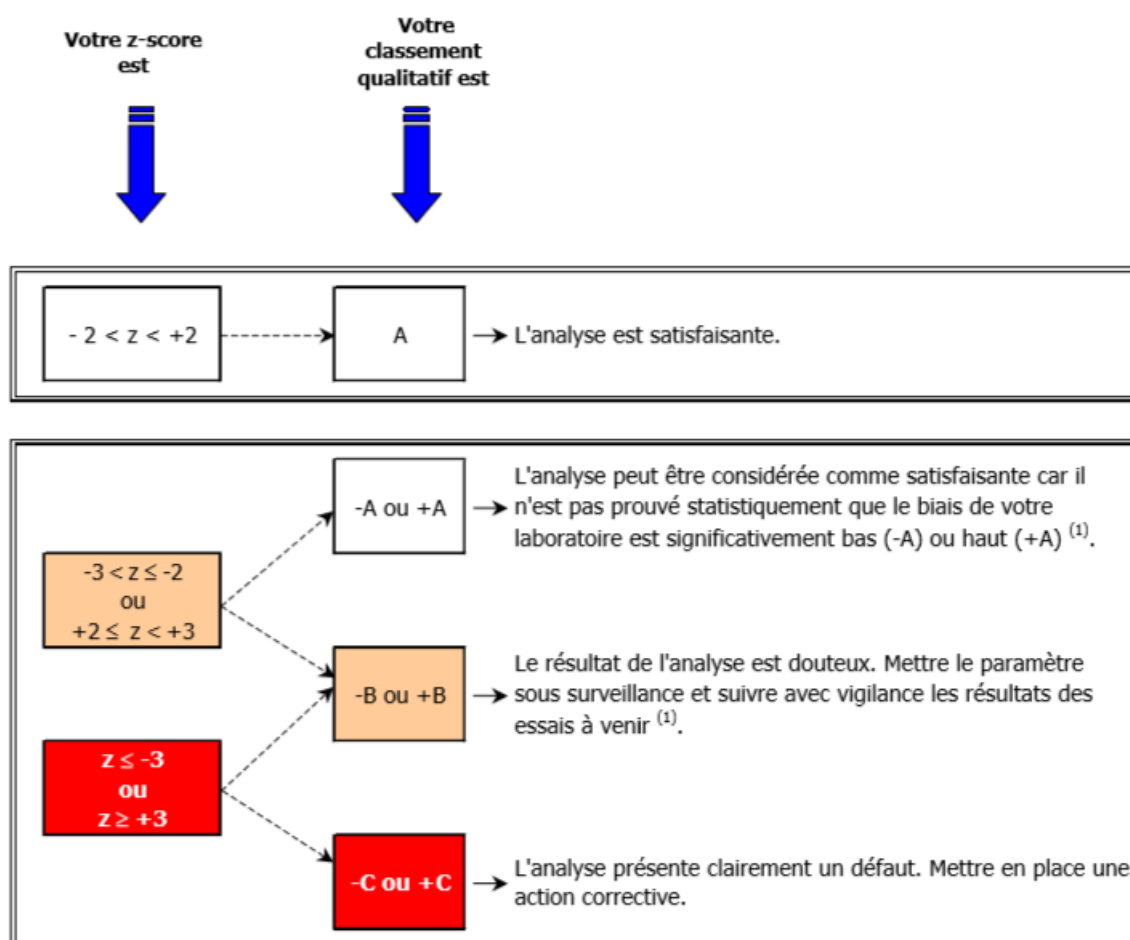 Votre z-score
est
Votre
classement
qualitatif est
- 2 < z < +2
A
L'analyse est satisfaisante.
-A ou +A
L'analyse peut être considérée comme satisfaisante car il
n'est pas prouvé statistiquement que le biais de votre
laboratoire est significativement bas (-A) ou haut (+A) (1).
-3 < z ≤ -2
ou
+2 ≤ z < +3
-B ou +B
Le résultat de l'analyse est douteux. Mettre le paramètre
sous surveillance et suivre avec vigilance les résultats des
essais à venir (1).
z ≤ -3
ou
z ≥ +3
-C ou +C
L'analyse présente clairement un défaut. Mettre en place une
action corrective.